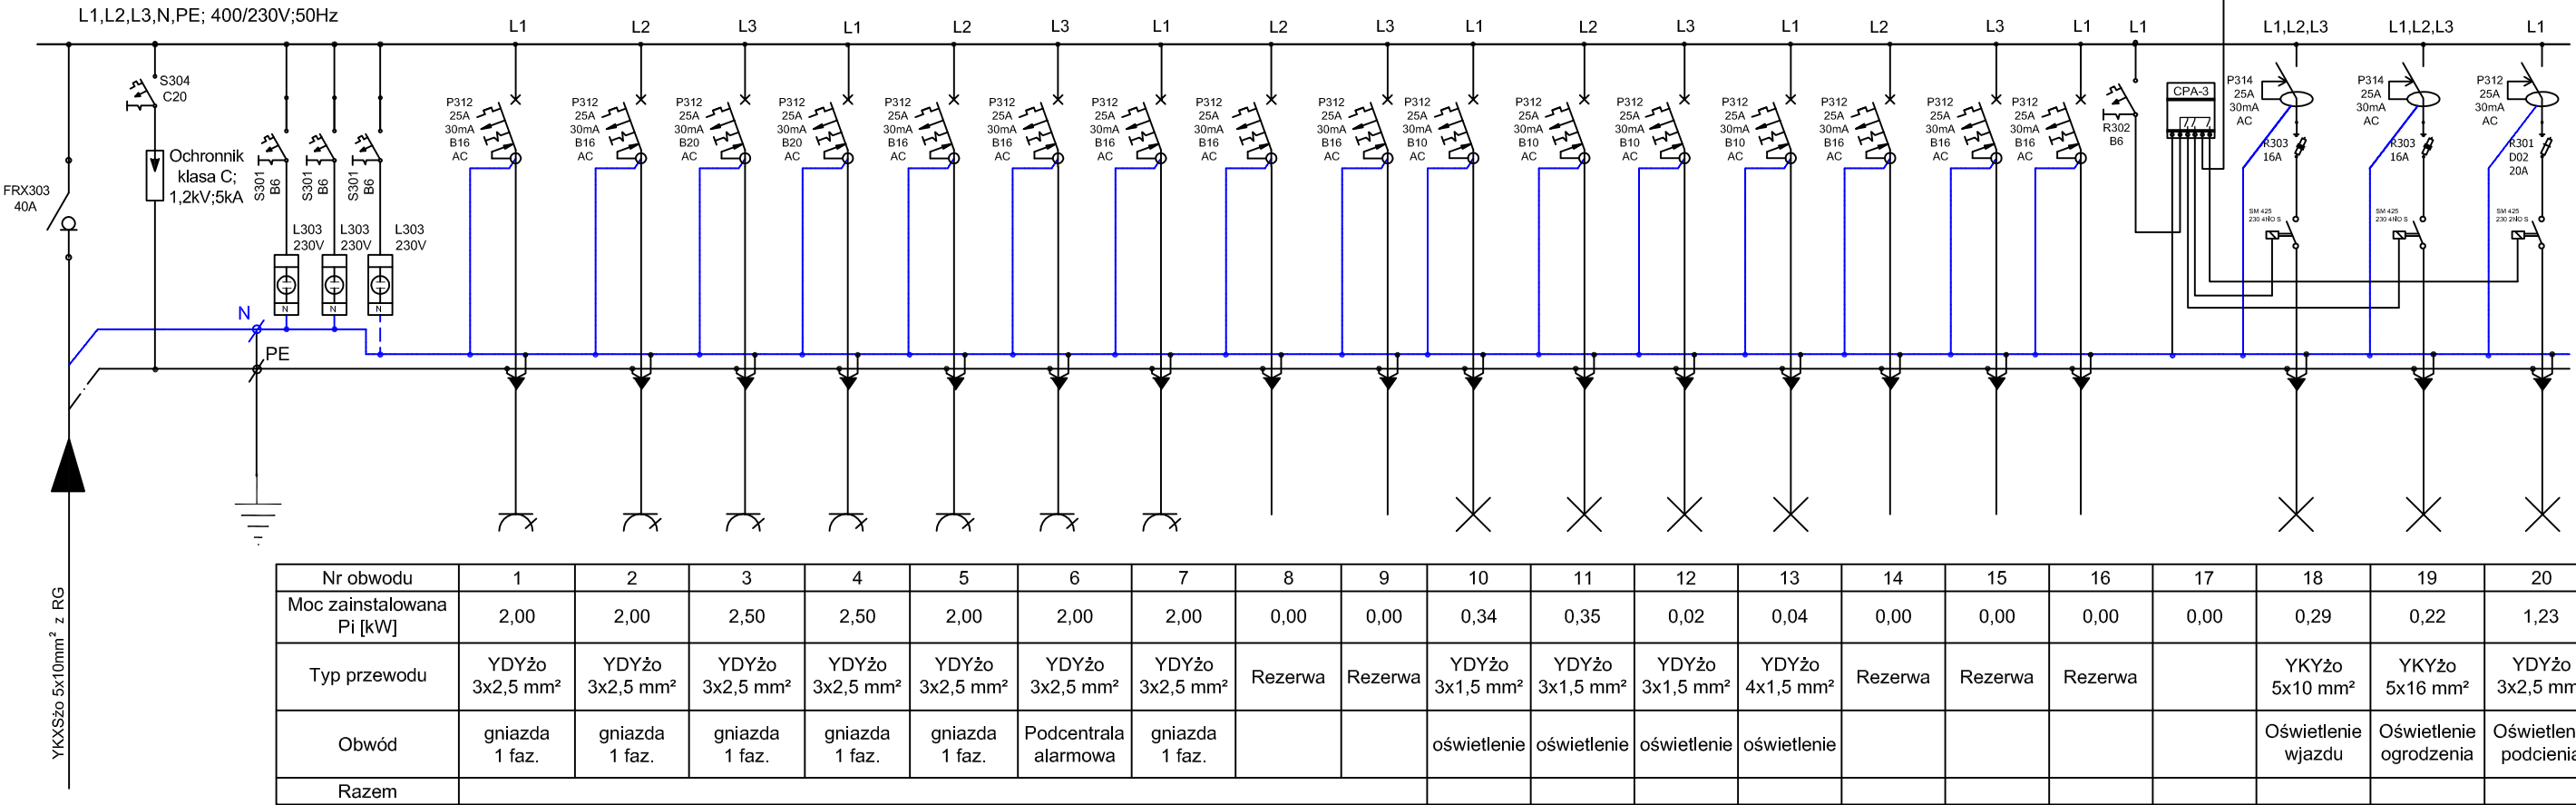 L1,L2,L3,N,PE; 400/230V;50Hz
L1 L2 L3 L1 L2 L3 L1 L2 L3 L1 L2 L3 L1 L2 L3 L1 L1 L1,L2,L3 L1,L2,L3 L1
FRX303
40A
S304
C20
Ochronnik
klasa C;
1,2kV;5kA
S301
B6
S301
B6
S301
B6
L303
230V
L303
230V
L303
230V
N
PE
P312
25A
30mA
B16
AC
P312
25A
30mA
B16
AC
P312
25A
30mA
B20
AC
P312
25A
30mA
B20
AC
P312
25A
30mA
B16
AC
P312
25A
30mA
B16
AC
P312
25A
30mA
B16
AC
P312
25A
30mA
B16
AC
P312
25A
30mA
B16
AC
P312
25A
30mA
B10
AC
P312
25A
30mA
B10
AC
P312
25A
30mA
B10
AC
P312
25A
30mA
B10
AC
P312
25A
30mA
B16
AC
P312
25A
30mA
B16
AC
P312
25A
30mA
B16
AC
R302
B6
CPA-3
P314
25A
30mA
AC
R303
16A
SM 425
230 4NO S
P314
25A
30mA
AC
R303
16A
SM 425
230 4NO S
P312
25A
30mA
AC
R301
D02
20A
SM 425
230 2NO S
N N N
YKXSżo 5x10mm² z RG
Nr obwodu 1 2 3 4 5 6 7 8 9 10 11 12 13 14 15 16 17 18 19 20
Moc zainstalowana
Pi [kW] 2,00 2,00 2,50 2,50 2,00 2,00 2,00 0,00 0,00 0,34 0,35 0,02 0,04 0,00 0,00 0,00 0,00 0,29 0,22 1,23
Typ przewodu
YDYżo YDYżo YDYżo YDYżo YDYżo YDYżo YDYżo Rezerwa Rezerwa YDYżo YDYżo YDYżo YDYżo Rezerwa Rezerwa Rezerwa YKYżo YKYżo YDYżo
3x2,5 mm² 3x2,5 mm² 3x2,5 mm² 3x2,5 mm² 3x2,5 mm² 3x2,5 mm² 3x2,5 mm² 3x1,5 mm² 3x1,5 mm² 3x1,5 mm² 4x1,5 mm² 5x10 mm² 5x16 mm² 3x2,5 mm
Obwód
gniazda gniazda gniazda gniazda gniazda Podcentrala gniazda oświetlenie oświetlenie oświetlenie oświetlenie Oświetlenie Oświetlenie Oświetlen
1 faz. 1 faz. 1 faz. 1 faz. 1 faz. alarmowa 1 faz. wjazdu ogrodzenia podcienia
Razem